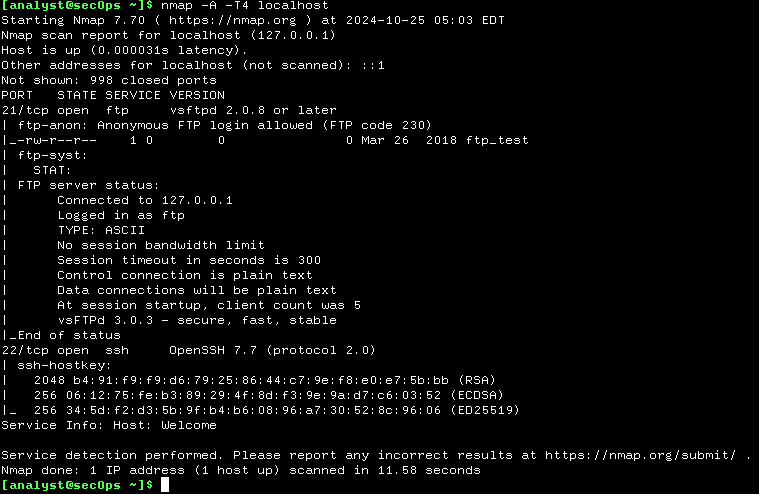 [analyst@secOps ~]$ nmap -A -T4 localhost
Starting Nmap 7.70 ( https://nmap.org ) at 2024-10-25 05:03 EDT
Nmap scan report for localhost (127.0.0.1)
Host is up (0.000031s latency).
Other addresses for localhost (not scanned): ::1
Not shown: 998 closed ports
PORT   STATE SERVICE VERSION
21/tcp open  ftp     vsftpd 2.0.8 or later
| ftp-anon: Anonymous FTP login allowed (FTP code 230)
|_-rw-r--r--    1 0        0               0 Mar 26  2018 ftp_test
| ftp-syst:
|   STAT:
| FTP server status:
|      Connected to 127.0.0.1
|      Logged in as ftp
|      TYPE: ASCII
|      No session bandwidth limit
|      Session timeout in seconds is 300
|      Control connection is plain text
|      Data connections will be plain text
|      At session startup, client count was 5
|      vsFTPd 3.0.3 - secure, fast, stable
|_End of status
22/tcp open  ssh     OpenSSH 7.7 (protocol 2.0)
| ssh-hostkey:
|   2048 b4:91:f9:f9:d6:79:25:86:44:c7:9e:f8:e0:e7:5b:bb (RSA)
|   256 06:12:75:fe:b3:89:29:4f:8d:f3:9e:9a:d7:c6:03:52 (ECDSA)
|_  256 34:5d:f2:d3:5b:9f:b4:b6:08:96:a7:30:52:8c:96:06 (ED25519)
Service Info: Host: Welcome

Service detection performed. Please report any incorrect results at https://nmap.org/submit/ .
Nmap done: 1 IP address (1 host up) scanned in 11.58 seconds
[analyst@secOps ~]$